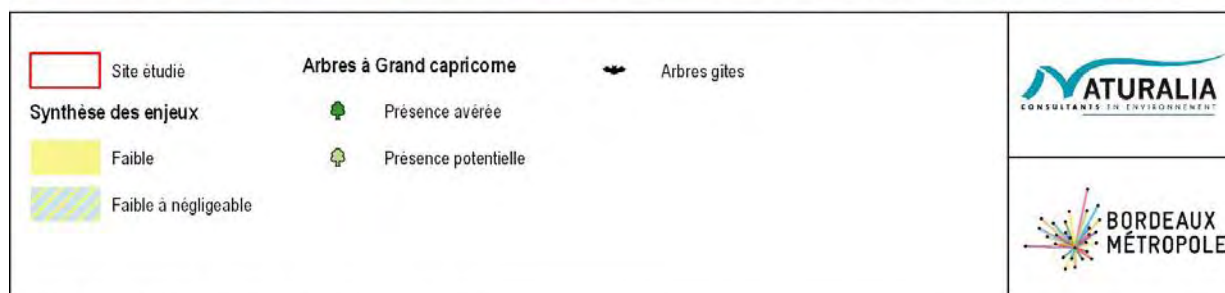 Site étudié
Synthèse des enjeux
Faible
Faible à négligeable
Arbres à Grand capricorne
Présence avérée
Présence potentielle
Arbres gîtes
NATURALIA
CONSULTANTS EN ENVIRONNEMENT
BORDEAUX
MÉTROPOLE